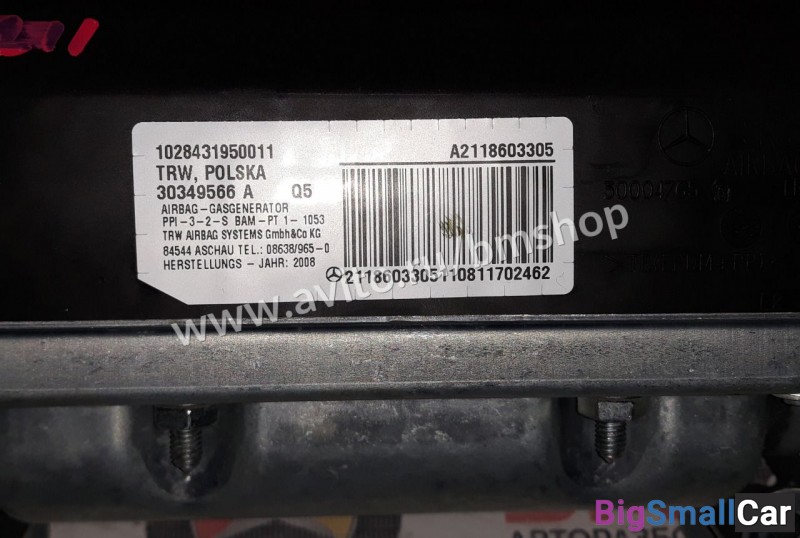 1028431950011
A2118603305
TRW, POLSKA
30349566 A Q5
AIRBAG-GASGENERATOR
PPI-3-2-S BAM-PT 1- 1053
TRW AIRBAG SYSTEMS GmbH&Co KG
84544 ASCHAU TEL.: 08638/965-0
HERSTELLUNGS - JAHR: 2008
2118603305110811702462
www.avito.ru/bmshop
BigSmallCar